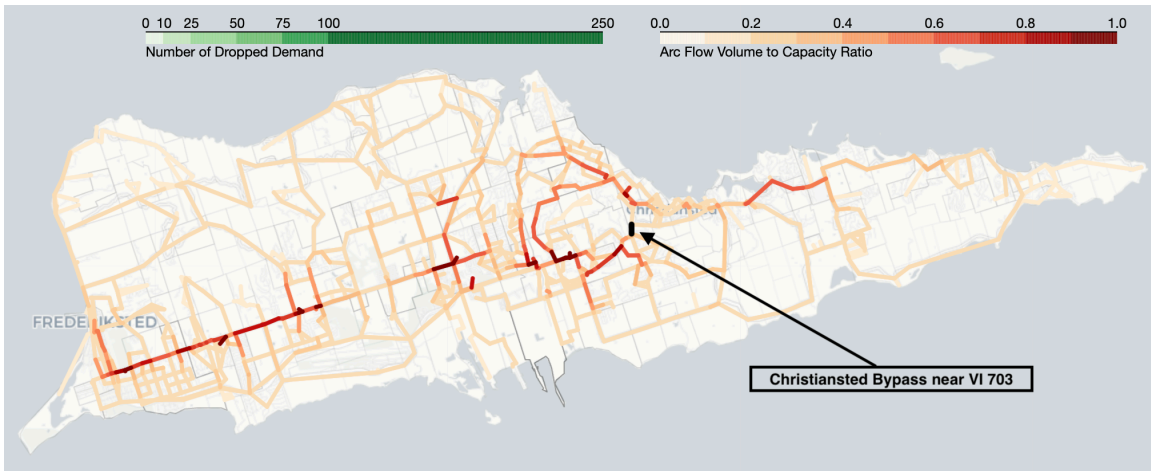 0 10 25 50 75 100 250
Number of Dropped Demand
0.0 0.2 0.4 0.6 0.8 1.0
Arc Flow Volume to Capacity Ratio
Christiansted
FREDERIKSTED
Christiansted Bypass near VI 703